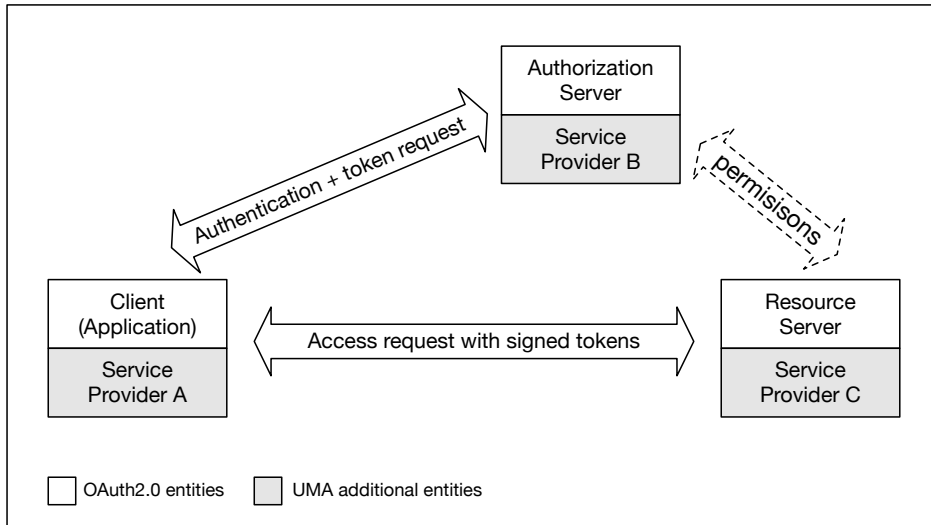 Authorization
Server
Service
Provider B
Authentication + token request
permisisons
Client
(Application)
Service
Provider A
Access request with signed tokens
Resource
Server
Service
Provider C
OAuth2.0 entities
UMA additional entities